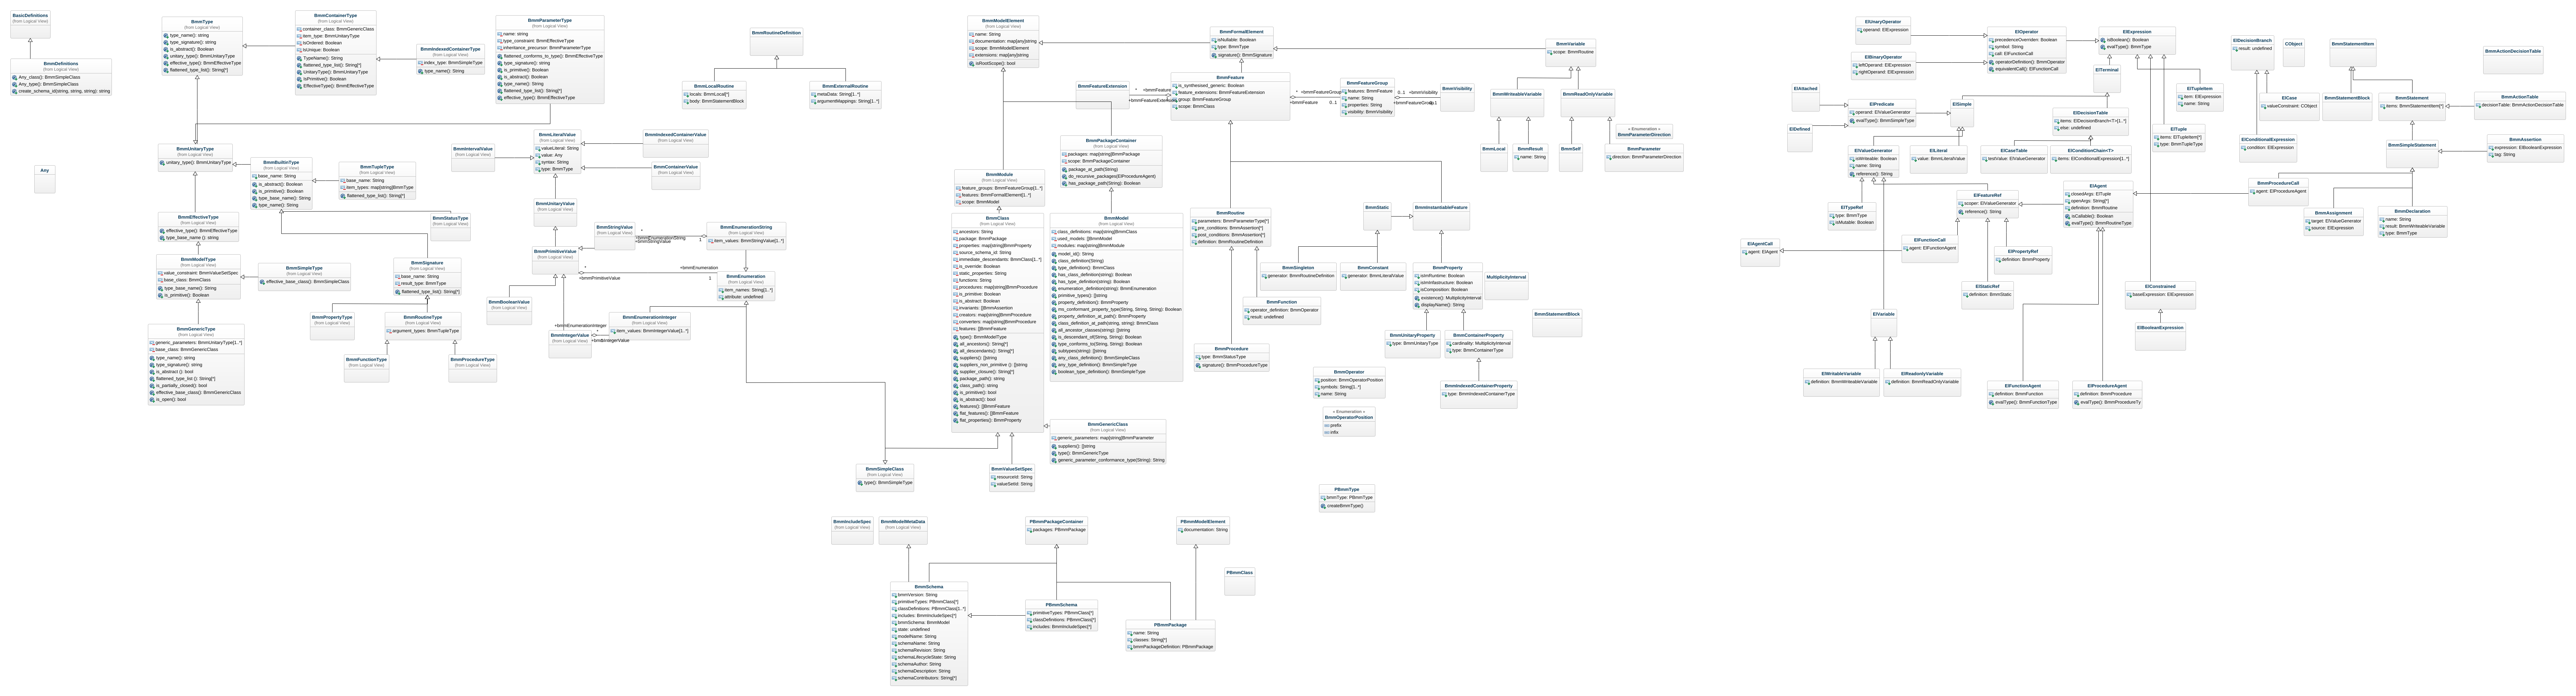 BasicDefinitions
(from Logical View)
BmmDefinitions
(from Logical View)
Any_class(): BmmSimpleClass
Any_type(): BmmSimpleClass
create_schema_id(string, string, string): string
Any
BmmType
(from Logical View)
type_name(): string
type_signature(): string
is_abstract(): Boolean
unitary_type(): BmmUnitaryType
effective_type(): BmmEffectiveType
flattened_type_list(): String[*]
BmmContainerType
(from Logical View)
container_class: BmmGenericClass
item_type: BmmUnitaryType
IsOrdered: Boolean
IsUnique: Boolean
TypeName(): String
flattened_type_list(): String[*]
UnitaryType(): BmmUnitaryType
IsPrimitive(): Boolean
EffectiveType(): BmmEffectiveType
BmmIndexedContainerType
(from Logical View)
index_type: BmmSimpleType
type_name(): String
BmmParameterType
(from Logical View)
name: string
type_constraint: BmmEffectiveType
inheritance_precursor: BmmParameterType
flattened_conforms_to_type(): BmmEffectiveType
type_signature(): string
is_primitive(): Boolean
is_abstract(): Boolean
type_name(): String
flattened_type_list(): String[*]
effective_type(): BmmEffectiveType
BmmUnitaryType
(from Logical View)
unitary_type(): BmmUnitaryType
BmmBuiltinType
(from Logical View)
base_name: String
is_abstract(): Boolean
is_primitive(): Boolean
type_base_name(): String
type_name(): String
BmmTupleType
(from Logical View)
base_name: String
item_types: map[string]BmmType
flattened_type_list(): String[*]
BmmStatusType
(from Logical View)
BmmEffectiveType
(from Logical View)
effective_type(): BmmEffectiveType
type_base_name (): string
BmmModelType
(from Logical View)
value_constraint: BmmValueSetSpec
base_class: BmmClass
type_base_name(): String
is_primitive(): Boolean
BmmSimpleType
(from Logical View)
effective_base_class(): BmmSimpleClass
BmmSignature
(from Logical View)
base_name: String
result_type: BmmType
flattened_type_list(): String[*]
BmmPropertyType
(from Logical View)
BmmRoutineType
(from Logical View)
argument_types: BmmTupleType
BmmFunctionType
(from Logical View)
BmmProcedureType
(from Logical View)
BmmGenericType
(from Logical View)
generic_parameters: BmmUnitaryType[1..*]
base_class: BmmGenericClass
type_name(): string
type_signature(): string
is_abstract (): bool
flattened_type_list (): String[*]
is_partially_closed(): bool
effective_base_class(): BmmGenericClass
is_open(): bool
BmmLiteralValue
(from Logical View)
valueliteral: String
value: Any
syntax: String
type: BmmType
BmmIntervalValue
(from Logical View)
BmmIndexedContainerValue
(from Logical View)
BmmContainerValue
(from Logical View)
BmmUnitaryValue
(from Logical View)
BmmPrimitiveValue
(from Logical View)
BmmStringValue
(from Logical View)
+bmmEnumerationString
+bmmStringValue
BmmEnumerationString
(from Logical View)
item_values: BmmStringValue[1..*]
BmmBooleanValue
(from Logical View)
BmmIntegerValue
(from Logical View)
+bmmEnumeration
+bmmPrimitiveValue
BmmEnumeration
(from Logical View)
item_names: String[1..*]
attribute: undefined
BmmEnumerationInteger
(from Logical View)
item_values: BmmIntegerValue[1..*]
+bmmEnumerationInteger
+bmmIntegerValue
BmmRoutineDefinition
BmmLocalRoutine
locals: BmmLocal[*]
body: BmmStatementBlock
BmmExternalRoutine
metaData: String[1..*]
argumentMappings: String[1..*]
BmmModelElement
(from Logical View)
name: String
documentation: map[any]string
scope: BmmModelElement
extensions: map[any]string
isRootScope(): bool
BmmFormalElement
isNullable: Boolean
type: BmmType
signature(): BmmSignature
BmmVariable
scope: BmmRoutine
BmmFeatureExtension
+bmmFeature
+bmmFeatureExtension
BmmFeature
is_synthesised_generic: Boolean
feature_extensions: BmmFeatureExtension
group: BmmFeatureGroup
scope: BmmClass
+bmmFeatureGroup
+bmmFeature
0..1
BmmFeatureGroup
features: BmmFeature
name: String
properties: String
visibility: BmmVisibility
0..1
+bmmVisibility
+bmmFeatureGroup
BmmVisibility
BmmWriteableVariable
BmmReadOnlyVariable
« Enumeration »
BmmParameterDirection
BmmLocal
BmmResult
name: String
BmmSelf
BmmParameter
direction: BmmParameterDirection
BmmPackageContainer
(from Logical View)
packages: map[string]BmmPackage
scope: BmmPackageContainer
package_at_path(String)
do_recursive_packages(ElProcedureAgent)
has_package_path(String): Boolean
BmmModule
(from Logical View)
feature_groups: BmmFeatureGroup[1..*]
features: BmmFormalElement[1..*]
scope: BmmModel
BmmClass
(from Logical View)
ancestors: String
package: BmmPackage
properties: map[string]BmmProperty
source_schema_id: String
immediate_descendants: BmmClass[1..*]
is_override: Boolean
static_properties: String
functions: String
procedures: map[string]BmmProcedure
is_primitive: Boolean
is_abstract: Boolean
invariants: []BmmAssertion
creators: map[string]BmmProcedure
converters: map[string]BmmProcedure
features: []BmmFeature
type(): BmmModelType
all_ancestors(): String[*]
all_descendants(): String[*]
suppliers(): []string
suppliers_non_primitive (): []string
supplier_closure(): String[*]
package_path(): string
class_path(): string
is_primitive(): bool
is_abstract(): bool
features(): []BmmFeature
flat_features(): []BmmFeature
flat_properties(): BmmProperty
BmmModel
(from Logical View)
class_definitions: map[string]BmmClass
used_models: []BmmModel
modules: map[string]BmmModule
model_id(): String
class_definition(String)
type_definition(): BmmClass
has_class_definition(string): Boolean
has_type_definition(string): Boolean
enumeration_definition(string): BmmEnumeration
primitive_types(): []string
property_definition(): BmmProperty
ms_conformant_property_type(String, String, String): Boolean
property_definition_at_path(): BmmProperty
class_definition_at_path(string, string): BmmClass
all_ancestor_classes(string): []string
is_descendant_of(String, String): Boolean
type_conforms_to(String, String): Boolean
subtypes(string): []string
any_class_definition(): BmmSimpleClass
any_type_definition(): BmmSimpleType
boolean_type_definition(): BmmSimpleType
BmmGenericClass
(from Logical View)
generic_parameters: map[string]BmmParameter
suppliers(): []string
type(): BmmGenericType
generic_parameter_conformance_type(String): String
BmmSimpleClass
(from Logical View)
type(): BmmSimpleType
BmmValueSetSpec
resourceId: String
valueSetId: String
BmmRoutine
parameters: BmmParameterType[*]
pre_conditions: BmmAssertion[*]
post_conditions: BmmAssertion[*]
definition: BmmRoutineDefinition
BmmStatic
BmmInstantiableFeature
BmmSingleton
generator: BmmRoutineDefinition
BmmConstant
generator: BmmLiteralValue
BmmProperty
isImRuntime: Boolean
isImInfrastructure: Boolean
isComposition: Boolean
existence(): MultiplicityInterval
displayName(): String
MultiplicityInterval
BmmFunction
operator_definition: BmmOperator
result: undefined
BmmStatementBlock
BmmProcedure
type: BmmStatusType
signature(): BmmProcedureType
BmmUnitaryProperty
type: BmmUnitaryType
BmmContainerProperty
cardinality: MultiplicityInterval
type: BmmContainerType
BmmOperator
position: BmmOperatorPosition
symbols: String[1..*]
name: String
BmmIndexedContainerProperty
type: BmmIndexedContainerType
« Enumeration »
BmmOperatorPosition
prefix
infix
PBmmType
bmmType: PBmmType
createBmmType()
BmmIncludeSpec
(from Logical View)
BmmModelMetaData
(from Logical View)
PBmmPackageContainer
packages: PBmmPackage
PBmmModelElement
documentation: String
PBmmClass
BmmSchema
bmmVersion: String
primitiveTypes: PBmmClass[*]
classDefinitions: PBmmClass[1..*]
includes: BmmIncludeSpec[*]
bmmSchema: BmmModel
state: undefined
modelName: String
schemaName: String
schemaRevision: String
schemaLifecycleState: String
schemaAuthor: String
schemaDescription: String
schemaContributors: String[*]
PBmmSchema
primitiveTypes: PBmmClass[*]
classDefinitions: PBmmClass[*]
includes: BmmIncludeSpec[*]
PBmmPackage
name: String
classes: String[*]
bmmPackageDefinition: PBmmPackage
ElUnaryOperator
operand: ElExpression
ElBinaryOperator
leftOperand: ElExpression
rightOperand: ElExpression
ElOperator
precedenceOverriden: Boolean
symbol: String
call: ElFunctionCall
operatorDefinition(): BmmOperator
equivalentCall(): ElFunctionCall
ElExpression
isBoolean(): Boolean
evalType(): BmmType
ElTerminal
ElTupleItem
item: ElExpression
name: String
ElAttached
ElDefined
ElPredicate
operand: ElValueGenerator
evalType(): BmmSimpleType
ElSimple
ElDecisionTable
items: ElDecisionBranch<T>[1..*]
else: undefined
ElTuple
items: ElTupleItem[*]
type: BmmTupleType
ElValueGenerator
isWriteable: Boolean
name: String
reference(): String
ElLiteral
value: BmmLiteralValue
ElCaseTable
testValue: ElValueGenerator
ElConditionChain<T>
items: ElConditionalExpression[1..*]
ElTypeRef
type: BmmType
isMutable: Boolean
ElFeatureRef
scoper: ElValueGenerator
reference(): String
ElAgent
closedArgs: ElTuple
openArgs: String[*]
definition: BmmRoutine
isCallable(): Boolean
evalType(): BmmRoutineType
ElAgentCall
agent: ElAgent
ElFunctionCall
agent: ElFunctionAgent
ElPropertyRef
definition: BmmProperty
ElStaticRef
definition: BmmStatic
ElVariable
ElConstrained
baseExpression: ElExpression
ElBooleanExpression
ElWritableVariable
definition: BmmWriteableVariable
ElReadonlyVariable
definition: BmmReadOnlyVariable
ElFunctionAgent
definition: BmmFunction
evalType(): BmmFunctionType
ElProcedureAgent
definition: BmmProcedure
evalType(): BmmProcedureTy
ElDecisionBranch
result: undefined
CObject
BmmStatementItem
BmmActionDecisionTable
ElCase
valueConstraint: CObject
BmmStatementBlock
BmmStatement
items: BmmStatementItem[*]
BmmActionTable
decisionTable: BmmActionDecisionTable
ElConditionalExpression
condition: ElExpression
BmmSimpleStatement
BmmAssertion
expression: ElBooleanExpression
tag: String
BmmProcedureCall
agent: ElProcedureAgent
BmmAssignment
target: ElValueGenerator
source: ElExpression
BmmDeclaration
name: String
result: BmmWriteableVariable
type: BmmType